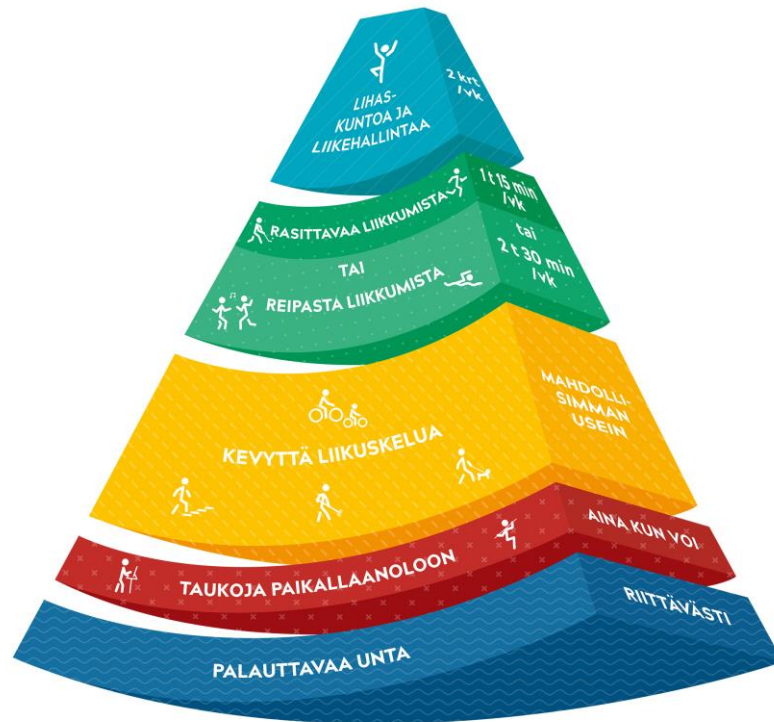 LIHAS-
KUNTOA JA
LIIKEHALLINTAA
2 krt
/vk
RASITTAVAA LIIKKUMISTA
1 t 15 min
/vk
TAI
REIPASTA LIIKKUMISTA
tai
2 t 30 min
/vk
KEVYTTÄ LIIKUSKELUA
MAHDOLLI-
SIMMAN
USEIN
TAUKOJA PAIKALLAANOLOON
AINA KUN VOI
PALAUTTAVAA UNTA
RIITTÄVÄSTI